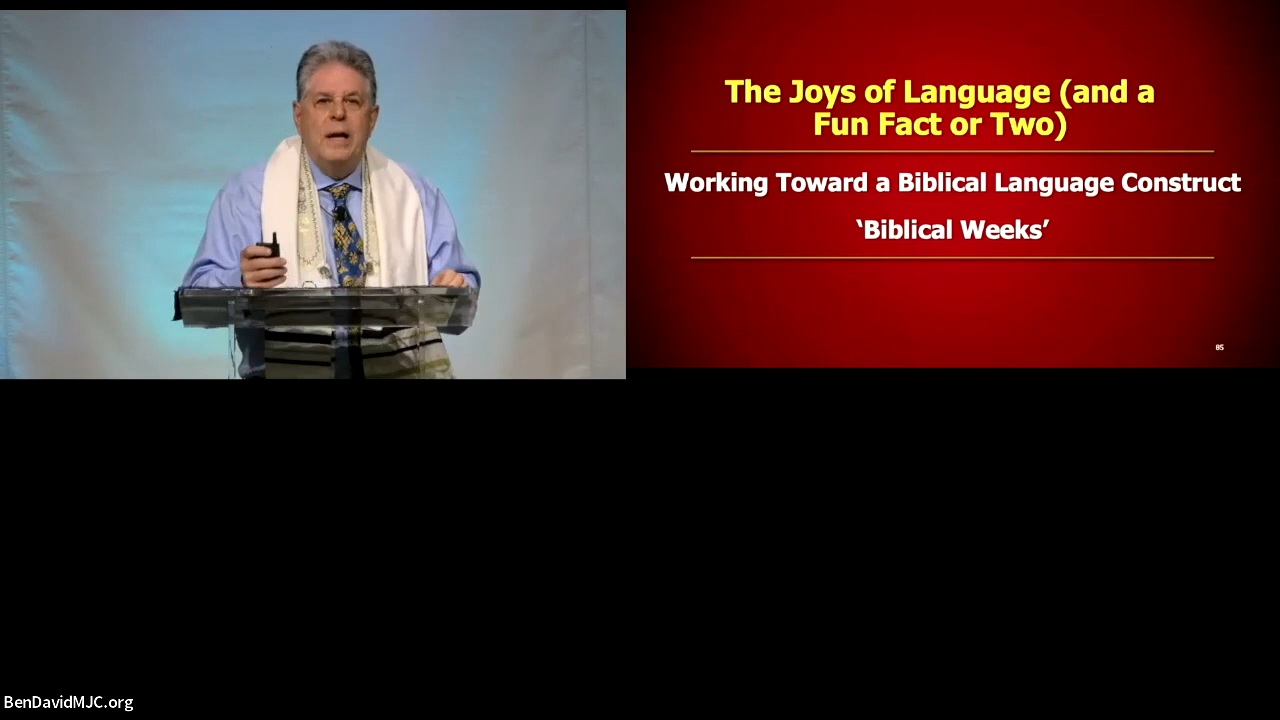 The Joys of Language (and a
Fun Fact or Two)
Working Toward a Biblical Language Construct
‘Biblical Weeks’
85
BenDavidMJC.org